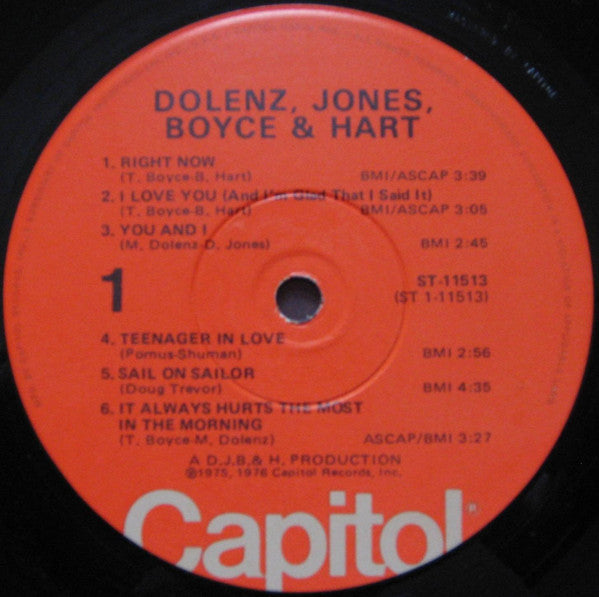 DOLENZ, JONES,
BOYCE & HART
1. RIGHT NOW
(T. Boyce-B. Hart) BMI/ASCAP 3:39
2. I LOVE YOU (And I'm Glad That I Said It)
(T. Boyce-B. Hart) BMI/ASCAP 3:05
3. YOU AND I
(M. Dolenz-D. Jones) BMI 2:45
1
ST-11513
(ST 1-11513)
4. TEENAGER IN LOVE
(Pomus-Shuman) BMI 2:56
5. SAIL ON SAILOR
(Doug Trevor) BMI 4:35
6. IT ALWAYS HURTS THE MOST
IN THE MORNING
(T. Boyce-M. Dolenz) ASCAP/BMI 3:27
A D.J.B.& H. PRODUCTION
℗1975, 1976 Capitol Records, Inc.
Capitol®